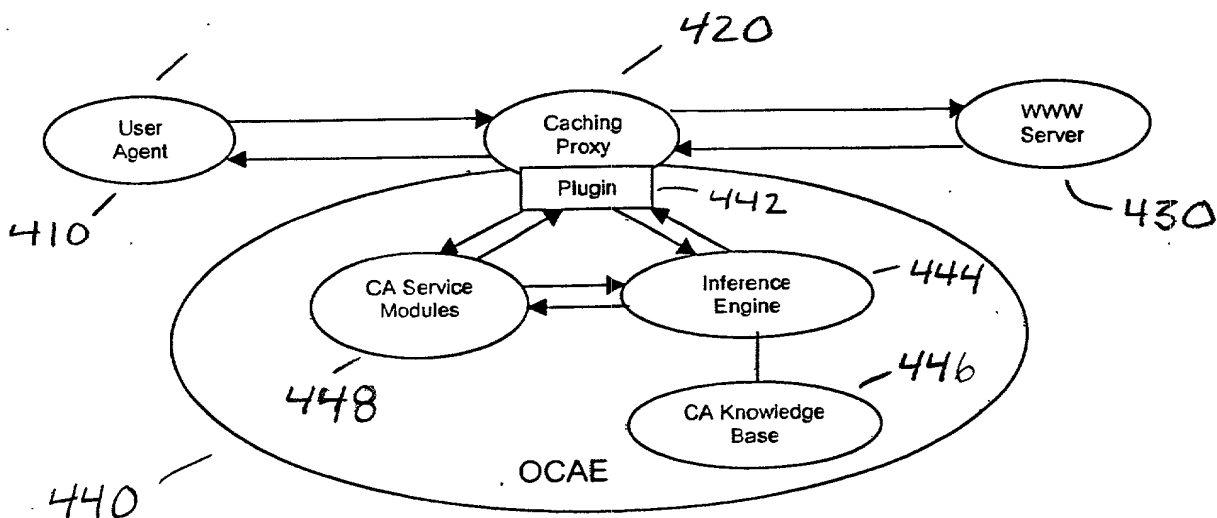 420
User
Agent
Caching
Proxy
WWW
Server
Plugin
442
410
430
CA Service
Modules
Inference
Engine
444
448
446
CA Knowledge
Base
OCAE
440